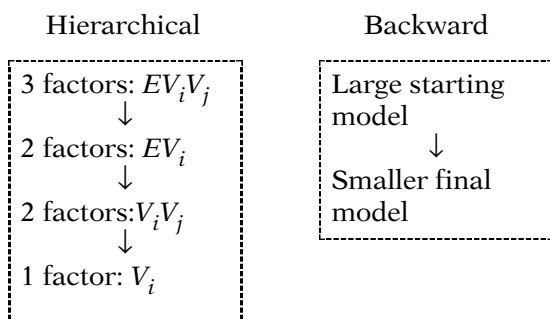 Hierarchical
3 factors: EVᵢVⱼ
↓
2 factors: EVᵢ
↓
2 factors:VᵢVⱼ
↓
1 factor: Vᵢ
Backward
Large starting
model
↓
Smaller final
model